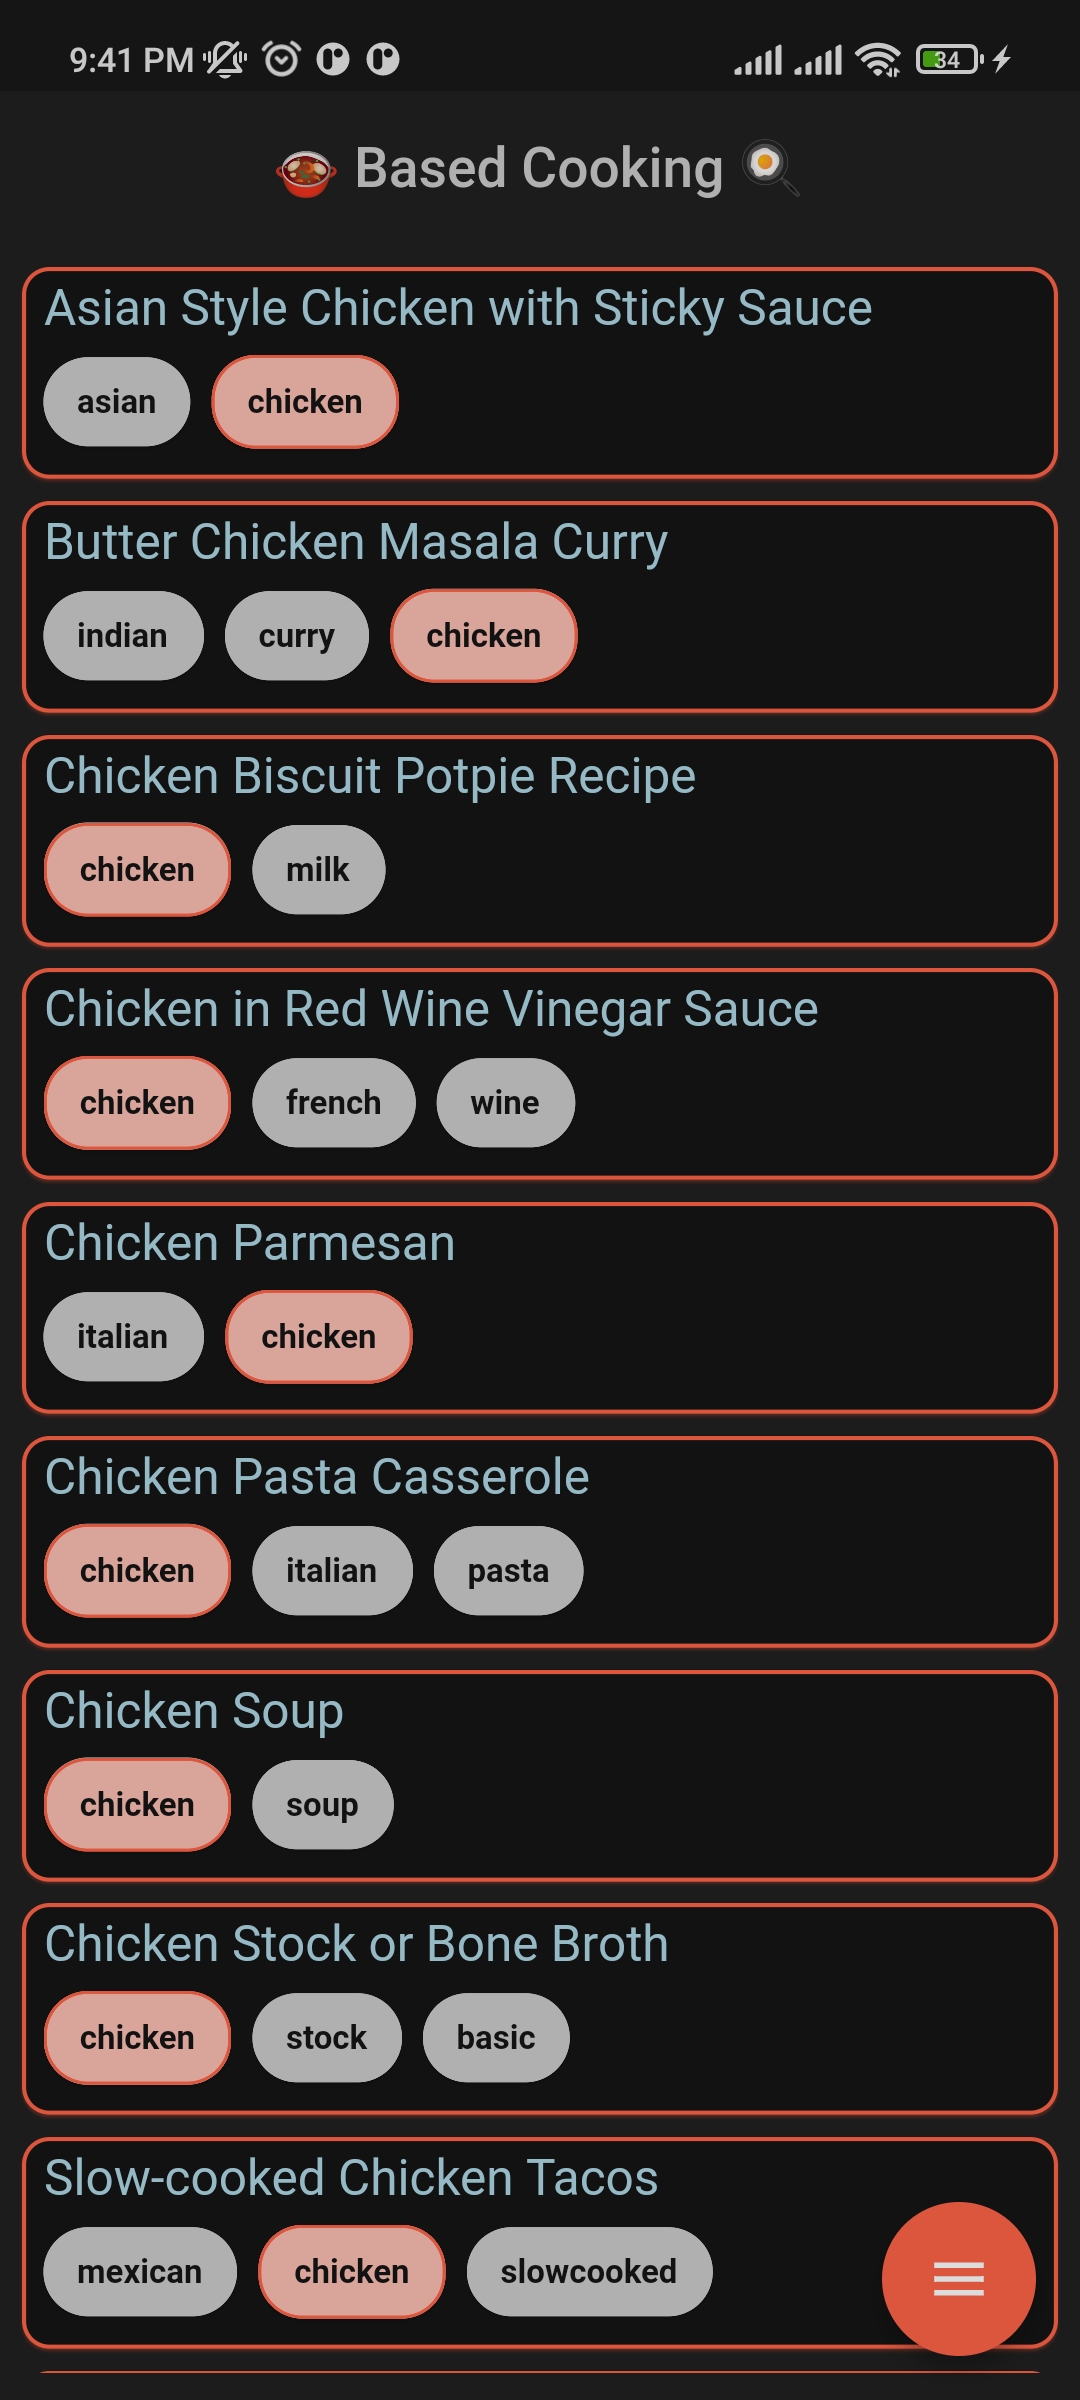 9:41 PM 34
Based Cooking
Asian Style Chicken with Sticky Sauce
asian chicken
Butter Chicken Masala Curry
indian curry chicken
Chicken Biscuit Potpie Recipe
chicken milk
Chicken in Red Wine Vinegar Sauce
chicken french wine
Chicken Parmesan
italian chicken
Chicken Pasta Casserole
chicken italian pasta
Chicken Soup
chicken soup
Chicken Stock or Bone Broth
chicken stock basic
Slow-cooked Chicken Tacos
mexican chicken slowcooked